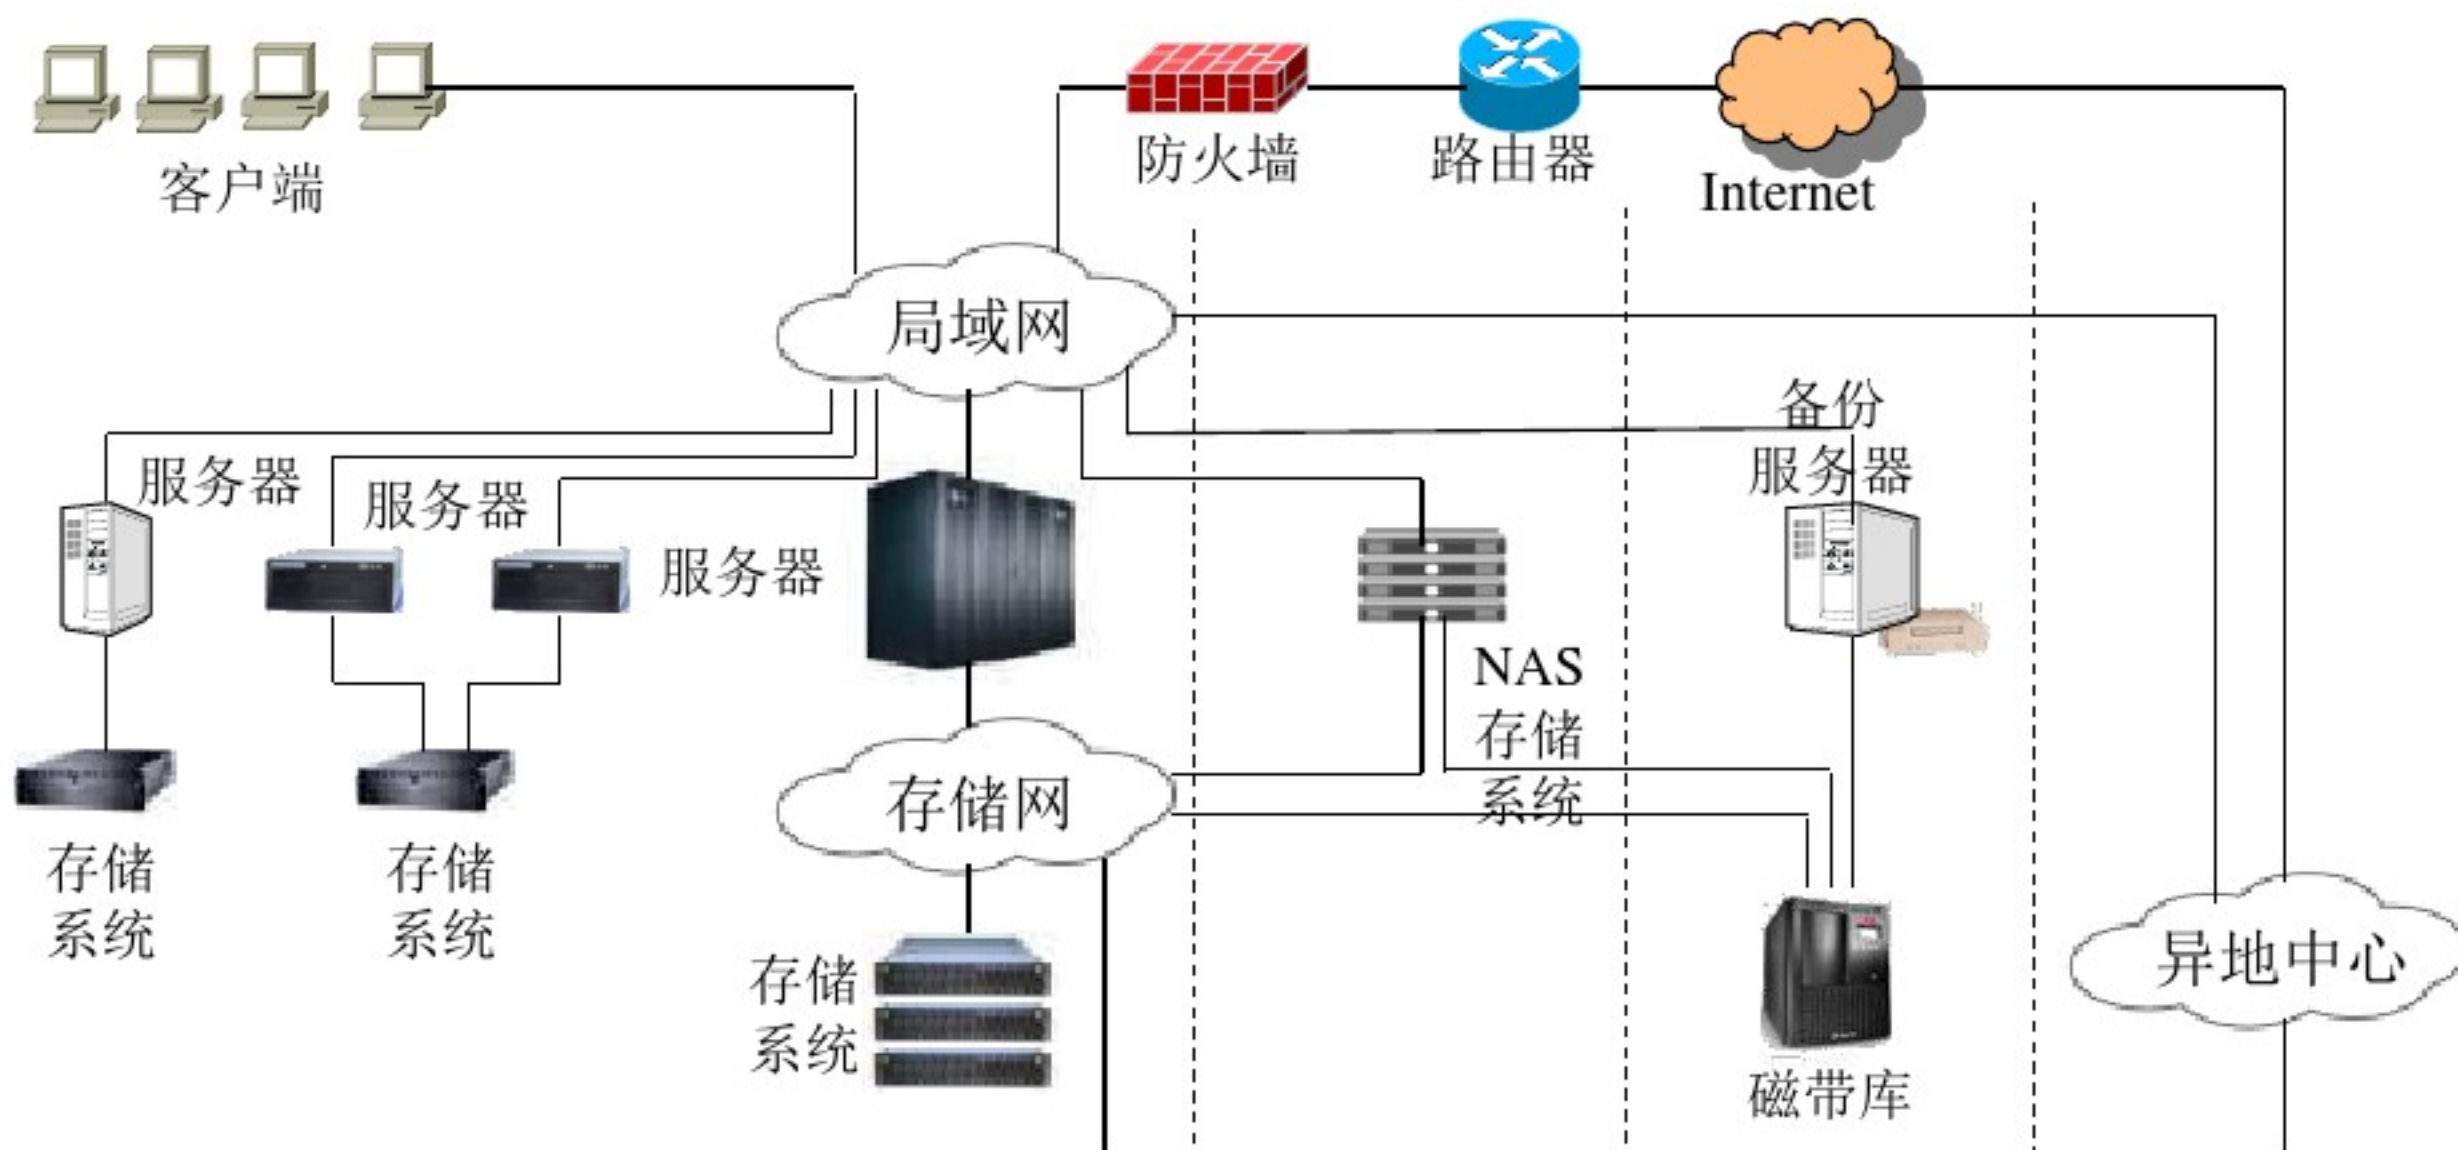 客户端
防火墙
路由器
Internet
局域网
备份
服务器
服务器
服务器
服务器
NAS
存储
系统
存储网
存储
系统
存储
系统
存储
系统
异地中心
磁带库